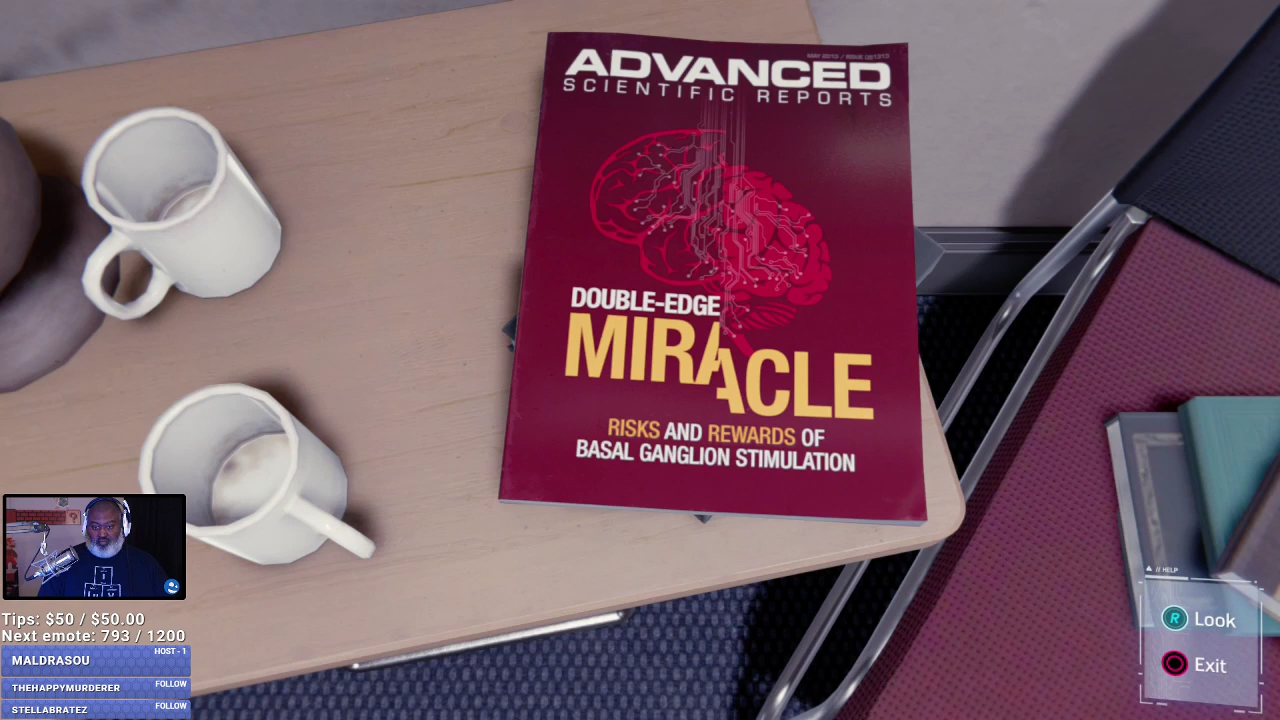 ADVANCED
SCIENTIFIC REPORTS
DOUBLE-EDGE
MIRACLE
RISKS AND REWARDS OF
BASAL GANGLION STIMULATION
Tips: $50 / $50.00
Next emote: 793 / 1200
HOST - 1
MALDRASOU
THEHAPPYMURDERER
FOLLOW
STELLABRATEZ
FOLLOW
// HELP
R Look
Exit